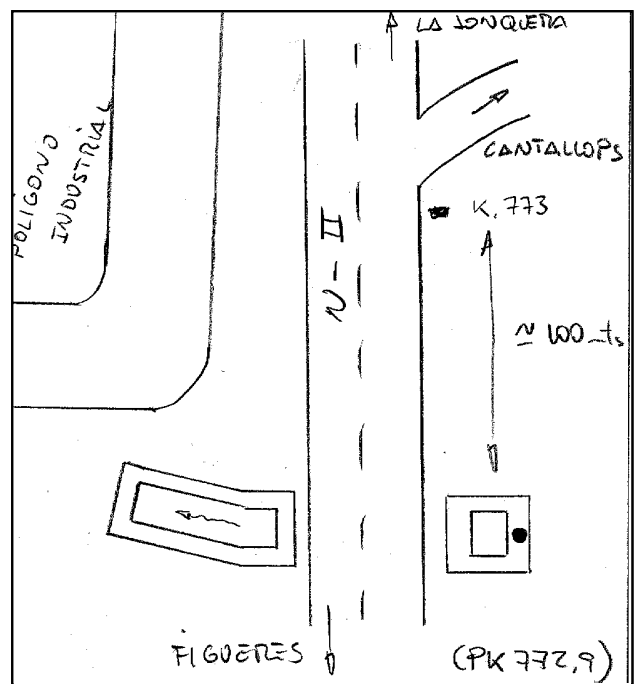 LA JONQUERA
POLIGONO
INDUSTRIAL
CANTALLOPS
K. 773
N-II
≃ 100 mts
FIGUERES
(PK 772,9)